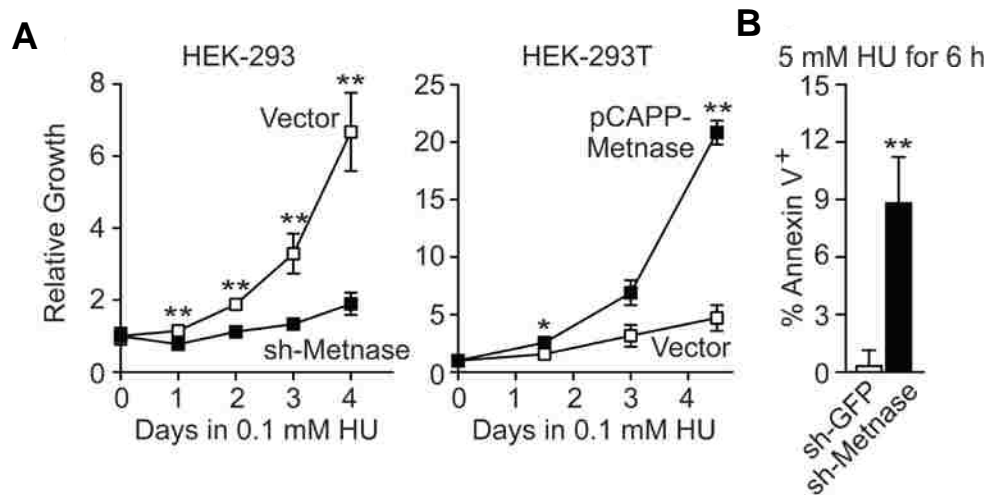 A
B
HEK-293
HEK-293T
5 mM HU for 6 h
Relative Growth
8
6
4
2
0
Vector
sh-Metnase
**
**
**
**
0 1 2 3 4
Days in 0.1 mM HU
25
20
15
10
5
0
pCAPP-
Metnase
Vector
*
**
0 1 2 3 4
Days in 0.1 mM HU
% Annexin V+
15
12
9
6
3
0
**
sh-GFP
sh-Metnase